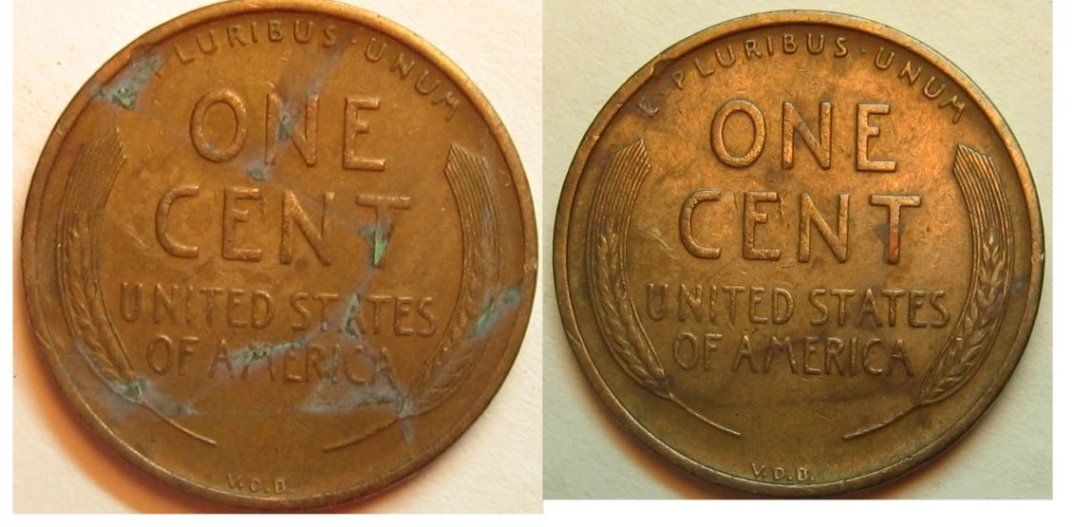 E · PLURIBUS · UNUM
ONE
CENT
UNITED STATES
OF AMERICA
V.D.B.
E · PLURIBUS · UNUM
ONE
CENT
UNITED STATES
OF AMERICA
V.D.B.